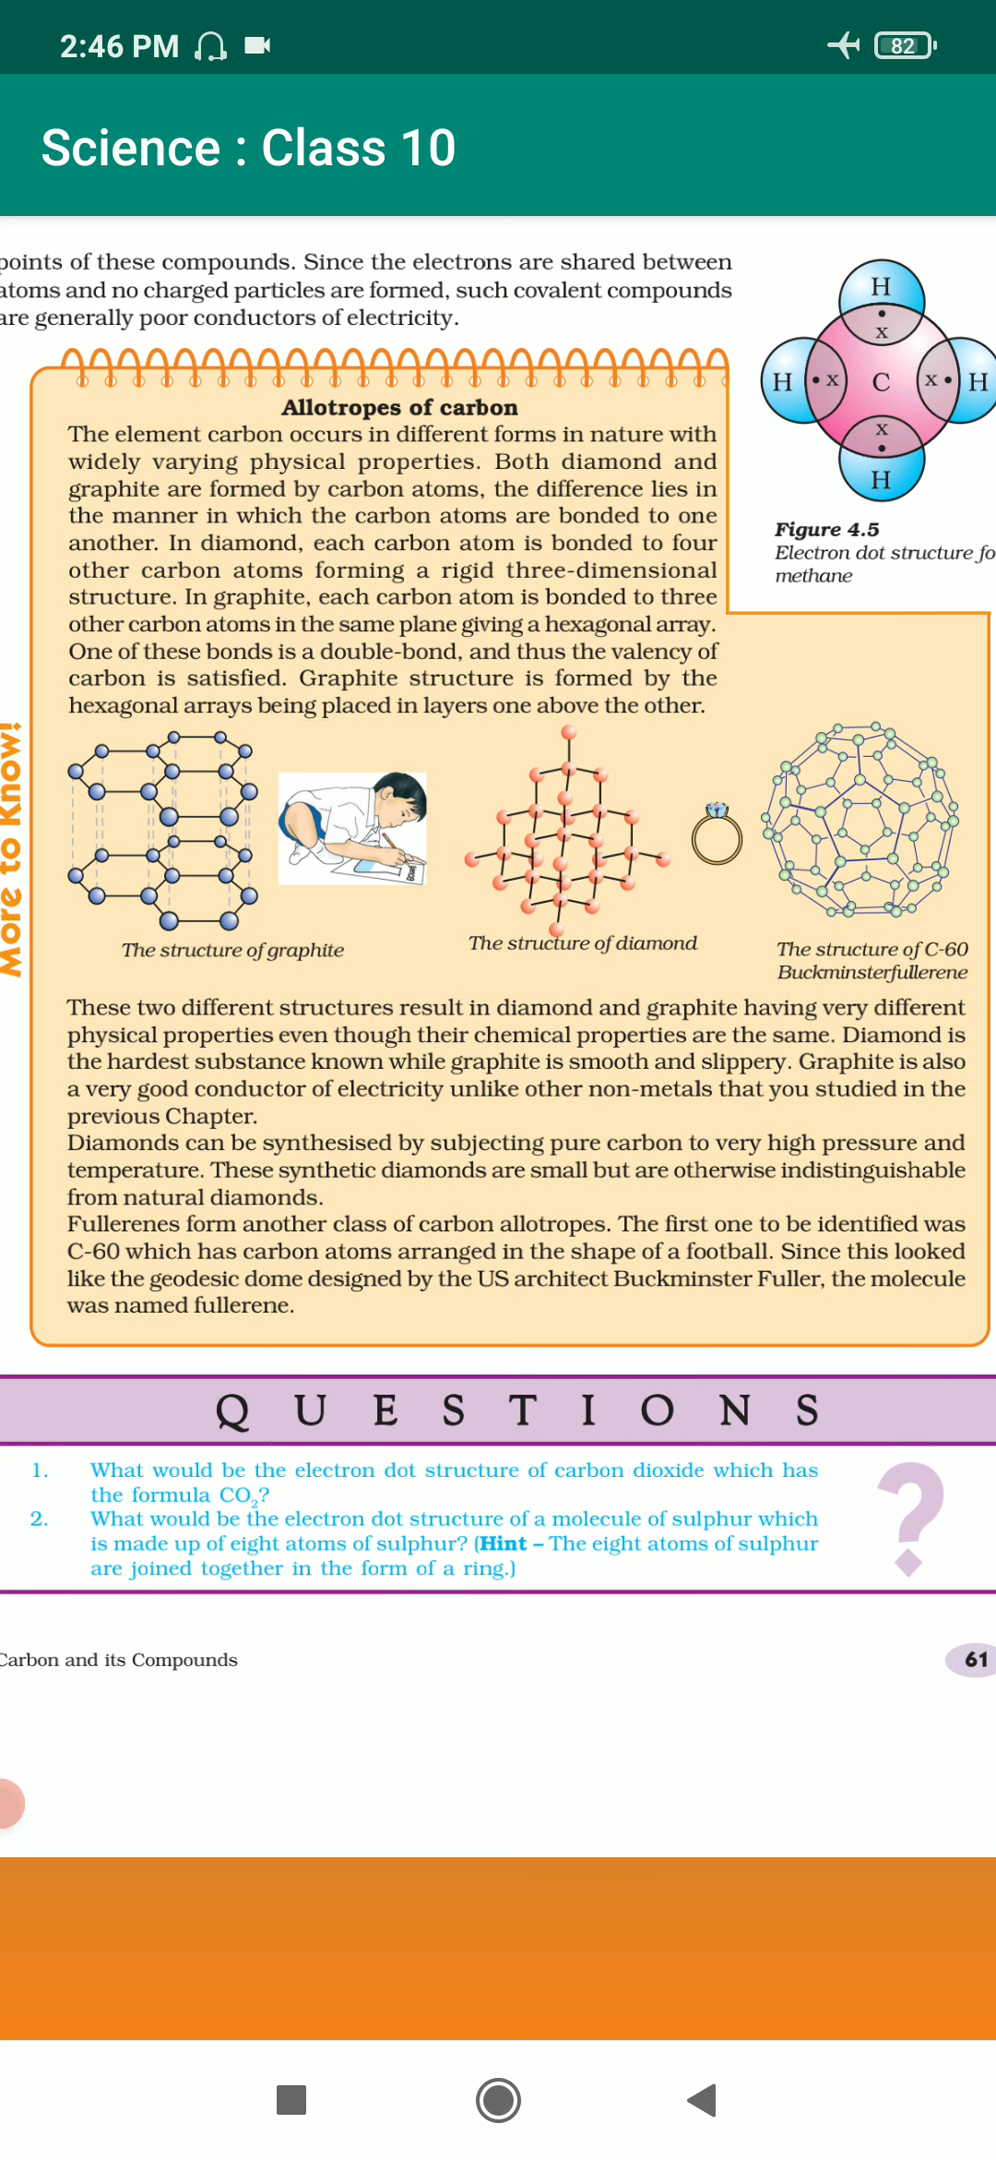 2:46 PM
82
Science : Class 10
points of these compounds. Since the electrons are shared between
atoms and no charged particles are formed, such covalent compounds
are generally poor conductors of electricity.
H
x
H x C x H
x
H
Figure 4.5
Electron dot structure fo
methane
Allotropes of carbon
The element carbon occurs in different forms in nature with
widely varying physical properties. Both diamond and
graphite are formed by carbon atoms, the difference lies in
the manner in which the carbon atoms are bonded to one
another. In diamond, each carbon atom is bonded to four
other carbon atoms forming a rigid three-dimensional
structure. In graphite, each carbon atom is bonded to three
other carbon atoms in the same plane giving a hexagonal array.
One of these bonds is a double-bond, and thus the valency of
carbon is satisfied. Graphite structure is formed by the
hexagonal arrays being placed in layers one above the other.
More to Know!
The structure of graphite
The structure of diamond
The structure of C-60
Buckminsterfullerene
These two different structures result in diamond and graphite having very different
physical properties even though their chemical properties are the same. Diamond is
the hardest substance known while graphite is smooth and slippery. Graphite is also
a very good conductor of electricity unlike other non-metals that you studied in the
previous Chapter.
Diamonds can be synthesised by subjecting pure carbon to very high pressure and
temperature. These synthetic diamonds are small but are otherwise indistinguishable
from natural diamonds.
Fullerenes form another class of carbon allotropes. The first one to be identified was
C-60 which has carbon atoms arranged in the shape of a football. Since this looked
like the geodesic dome designed by the US architect Buckminster Fuller, the molecule
was named fullerene.
QUESTIONS
1. What would be the electron dot structure of carbon dioxide which has
the formula CO₂?
2. What would be the electron dot structure of a molecule of sulphur which
is made up of eight atoms of sulphur? (Hint – The eight atoms of sulphur
are joined together in the form of a ring.)
?
Carbon and its Compounds
61